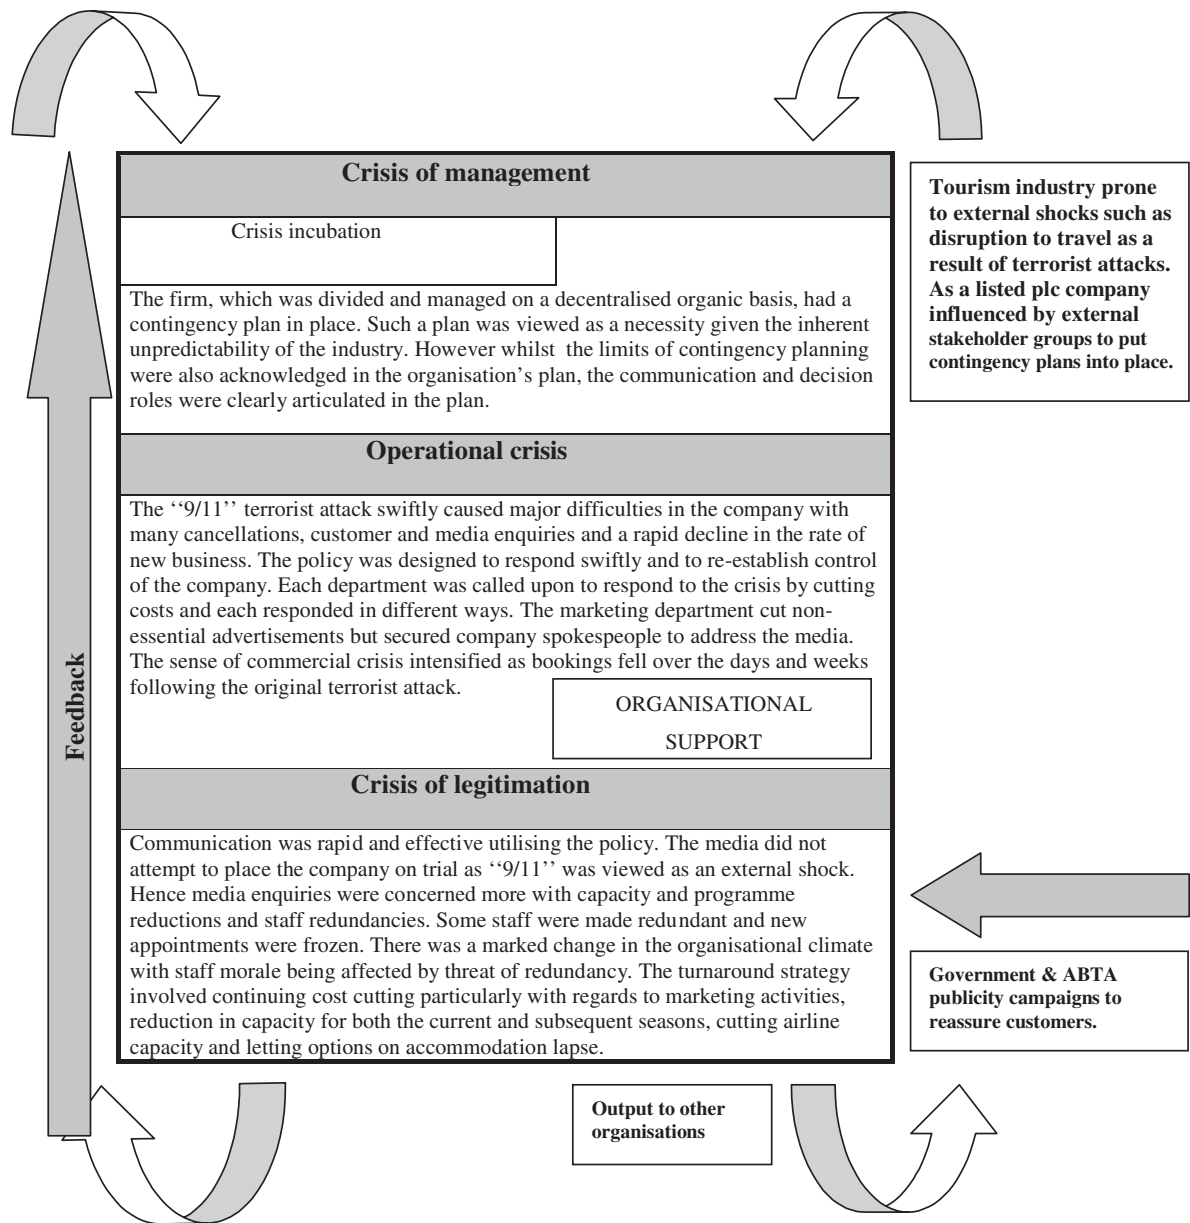 Crisis of management
Crisis incubation
The firm, which was divided and managed on a decentralised organic basis, had a
contingency plan in place. Such a plan was viewed as a necessity given the inherent
unpredictability of the industry. However whilst the limits of contingency planning
were also acknowledged in the organisation's plan, the communication and decision
roles were clearly articulated in the plan.
Tourism industry prone
to external shocks such as
disruption to travel as a
result of terrorist attacks.
As a listed plc company
influenced by external
stakeholder groups to put
contingency plans into place.
Operational crisis
The ‘‘9/11’’ terrorist attack swiftly caused major difficulties in the company with
many cancellations, customer and media enquiries and a rapid decline in the rate of
new business. The policy was designed to respond swiftly and to re-establish control
of the company. Each department was called upon to respond to the crisis by cutting
costs and each responded in different ways. The marketing department cut non-
essential advertisements but secured company spokespeople to address the media.
The sense of commercial crisis intensified as bookings fell over the days and weeks
following the original terrorist attack.
ORGANISATIONAL
SUPPORT
Feedback
Crisis of legitimation
Communication was rapid and effective utilising the policy. The media did not
attempt to place the company on trial as ‘‘9/11’’ was viewed as an external shock.
Hence media enquiries were concerned more with capacity and programme
reductions and staff redundancies. Some staff were made redundant and new
appointments were frozen. There was a marked change in the organisational climate
with staff morale being affected by threat of redundancy. The turnaround strategy
involved continuing cost cutting particularly with regards to marketing activities,
reduction in capacity for both the current and subsequent seasons, cutting airline
capacity and letting options on accommodation lapse.
Government & ABTA
publicity campaigns to
reassure customers.
Output to other
organisations